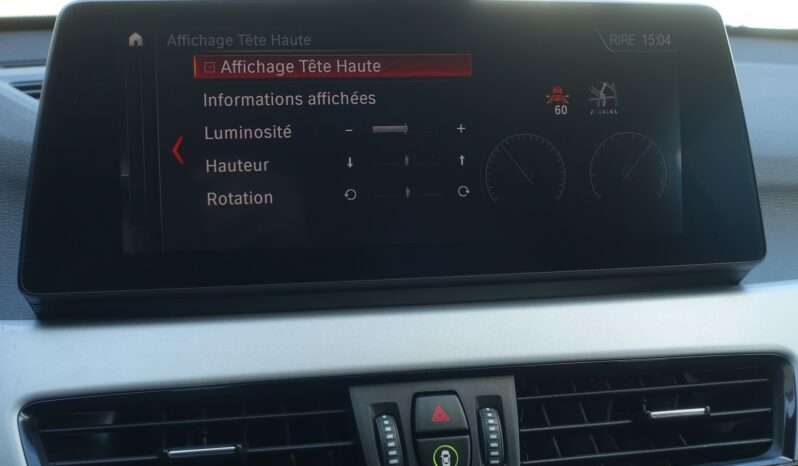 Affichage Tête Haute
RIRE 15:04
Affichage Tête Haute
Informations affichées
60
Luminosité - +
Hauteur
Rotation